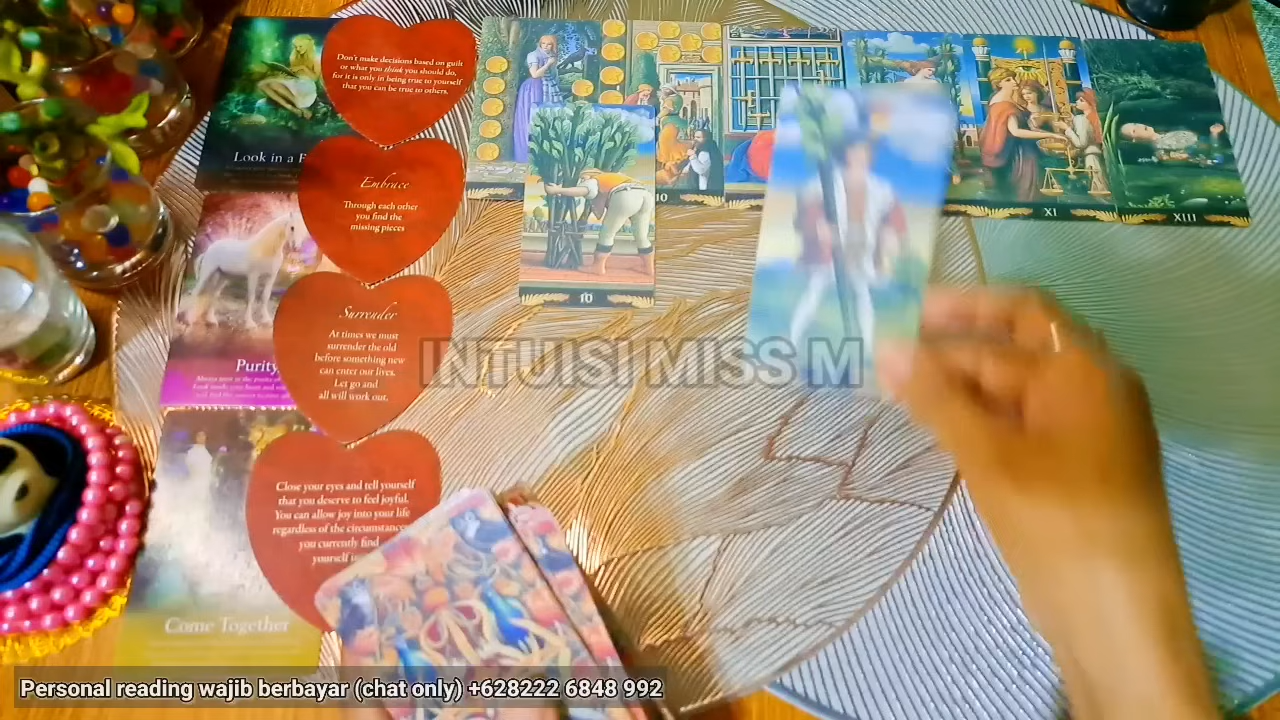 Don't make decisions based on guilt
or what you think you should do,
for it is only in being true to yourself
that you can be true to others.
Look in a
Embrace
Through each other
you find the
missing pieces
Surrender
At times we must
surrender the old
before something new
can enter our lives.
Let go and
all will work out.
Purity
Close your eyes and tell yourself
that you deserve to feel joyful.
You can allow joy into your life
regardless of the circumstances
you currently find
yourself
Come Together
10
10
XI
XIII
INTUISI MISS M
Personal reading wajib berbayar (chat only) +628222 6848 992